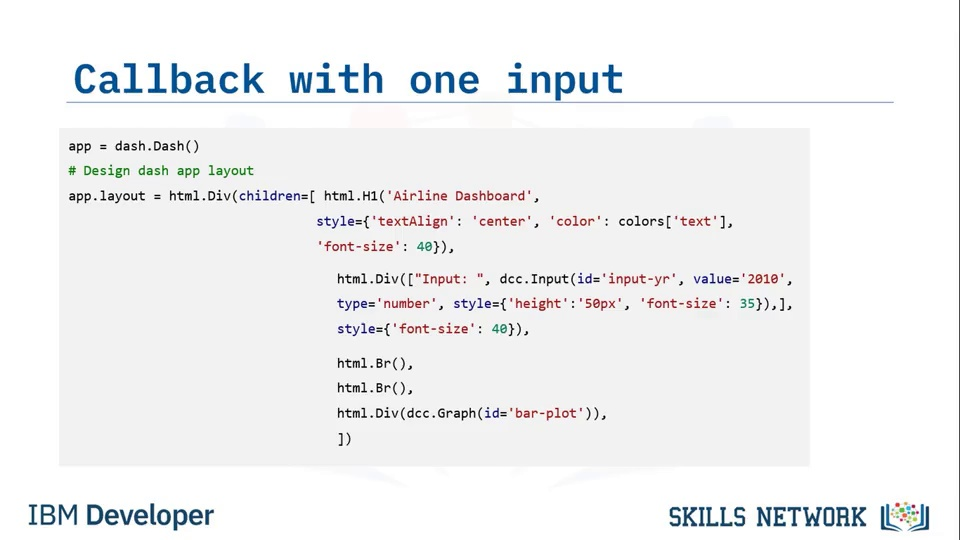 Callback with one input
app = dash.Dash()
# Design dash app layout
app.layout = html.Div(children=[ html.H1('Airline Dashboard',
style={'textAlign': 'center', 'color': colors['text'],
'font-size': 40}),
html.Div(["Input: ", dcc.Input(id='input-yr', value='2010',
type='number', style={'height':'50px', 'font-size': 35}),],
style={'font-size': 40}),
html.Br(),
html.Br(),
html.Div(dcc.Graph(id='bar-plot')),
])
IBM Developer
SKILLS NETWORK